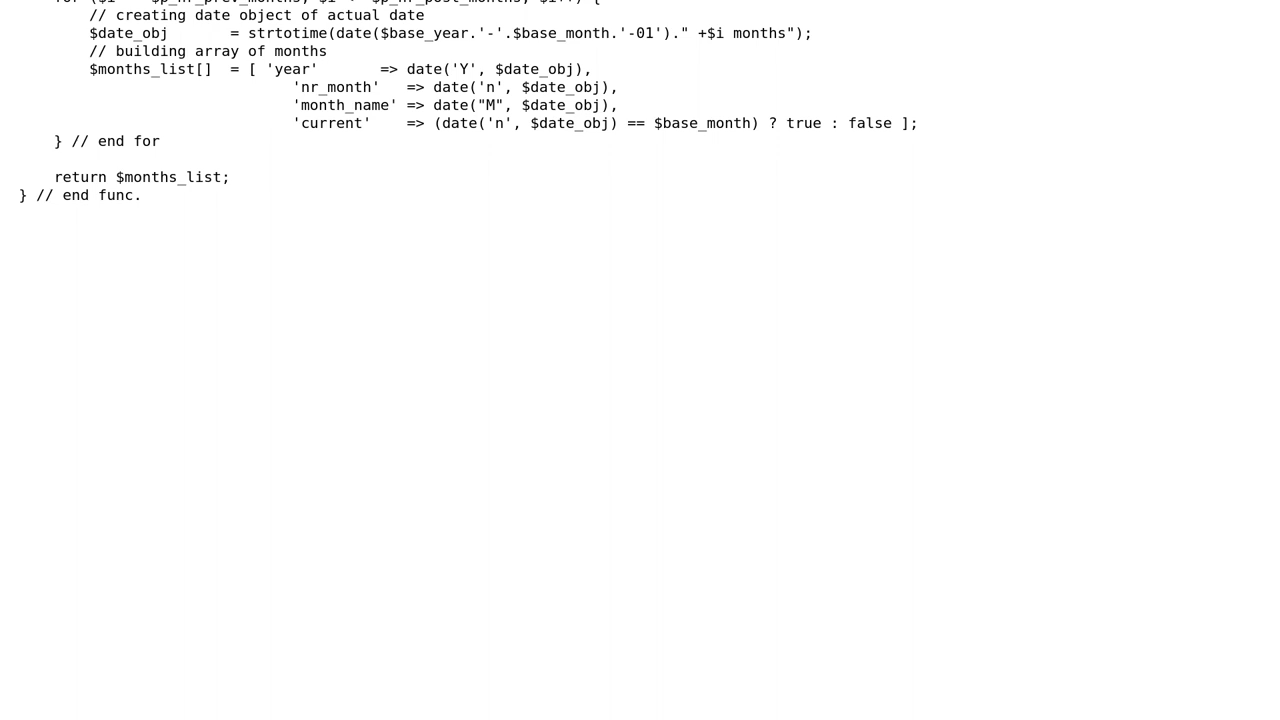 // creating date object of actual date
$date_obj       = strtotime(date($base_year.'-'.$base_month.'-01')." +$i months");
// building array of months
$months_list[]  = [ 'year'       => date('Y', $date_obj),
'nr_month'   => date('n', $date_obj),
'month_name' => date("M", $date_obj),
'current'    => (date('n', $date_obj) == $base_month) ? true : false ];
} // end for
return $months_list;
} // end func.